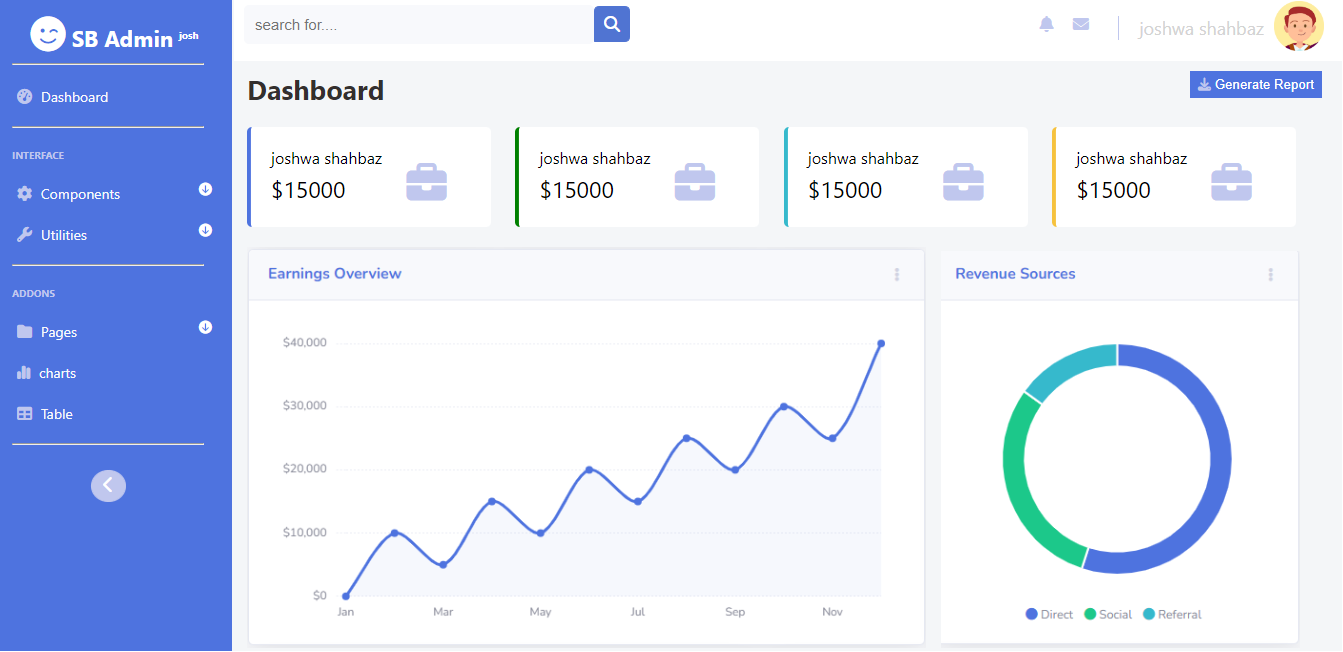 SB Admin josh
search for....
joshwa shahbaz
Dashboard
INTERFACE
Components
Utilities
ADDONS
Pages
charts
Table
Dashboard
Generate Report
joshwa shahbaz
$15000
joshwa shahbaz
$15000
joshwa shahbaz
$15000
joshwa shahbaz
$15000
Earnings Overview
$40,000
$30,000
$20,000
$10,000
$0
Jan Mar May Jul Sep Nov
Revenue Sources
Direct Social Referral